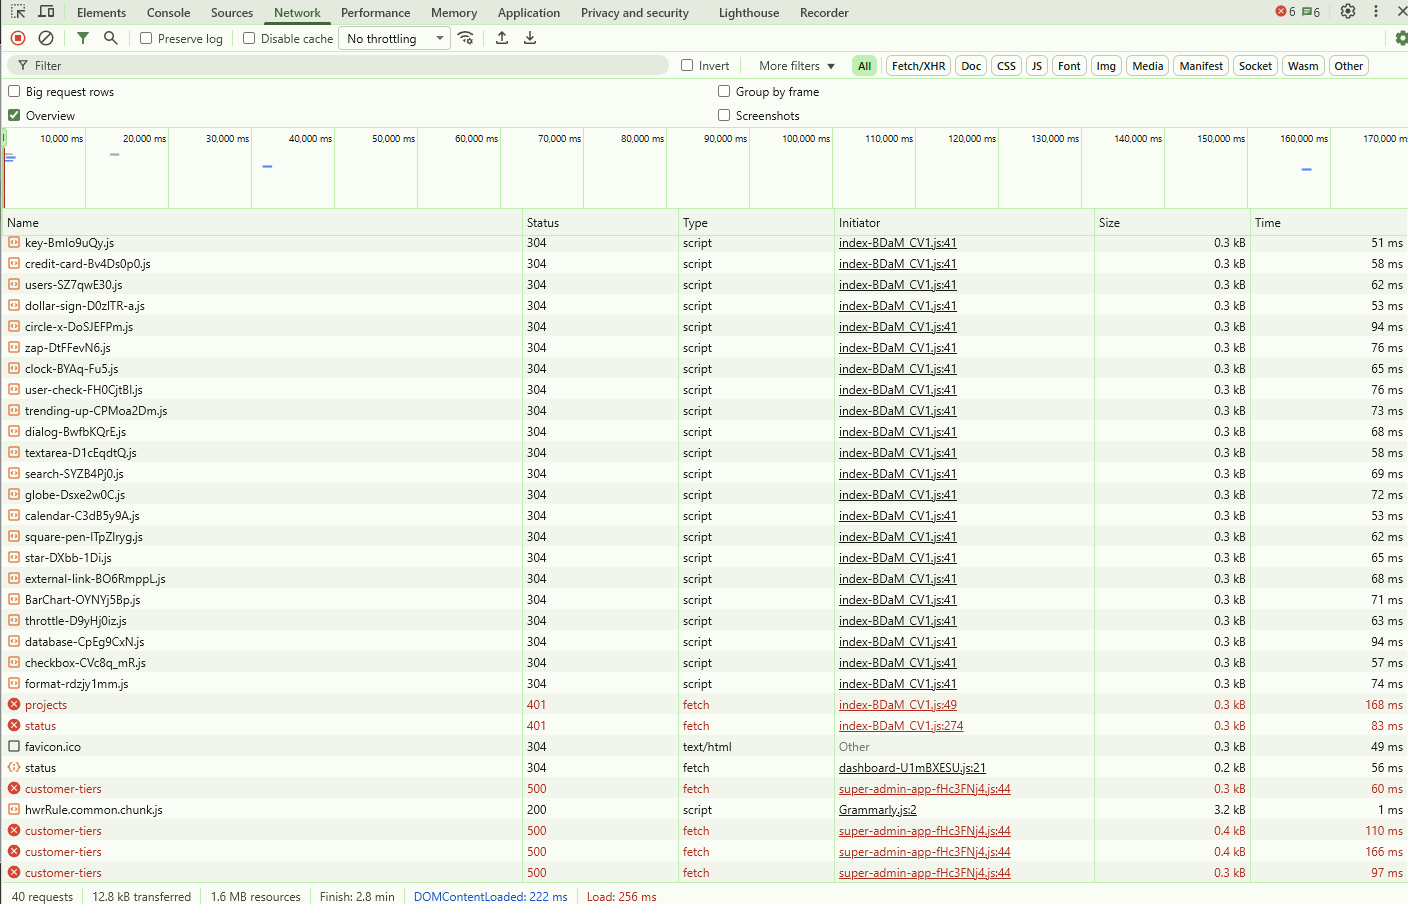 Elements Console Sources Network Performance Memory Application Privacy and security Lighthouse Recorder 6 6
Preserve log Disable cache No throttling
Filter Invert More filters All Fetch/XHR Doc CSS JS Font Img Media Manifest Socket Wasm Other
Big request rows Group by frame
Overview Screenshots
10,000 ms 20,000 ms 30,000 ms 40,000 ms 50,000 ms 60,000 ms 70,000 ms 80,000 ms 90,000 ms 100,000 ms 110,000 ms 120,000 ms 130,000 ms 140,000 ms 150,000 ms 160,000 ms 170,000 ms
Name Status Type Initiator Size Time
key-Bmlo9uQy.js 304 script index-BDaM_CV1.js:41 0.3 kB 51 ms
credit-card-Bv4Ds0p0.js 304 script index-BDaM_CV1.js:41 0.3 kB 58 ms
users-SZ7qwE30.js 304 script index-BDaM_CV1.js:41 0.3 kB 62 ms
dollar-sign-D0zlTR-a.js 304 script index-BDaM_CV1.js:41 0.3 kB 53 ms
circle-x-DoSJEFPm.js 304 script index-BDaM_CV1.js:41 0.3 kB 94 ms
zap-DtFFevN6.js 304 script index-BDaM_CV1.js:41 0.3 kB 76 ms
clock-BYAq-Fu5.js 304 script index-BDaM_CV1.js:41 0.3 kB 65 ms
user-check-FH0CjtBl.js 304 script index-BDaM_CV1.js:41 0.3 kB 76 ms
trending-up-CPMoa2Dm.js 304 script index-BDaM_CV1.js:41 0.3 kB 73 ms
dialog-BwfbKQrE.js 304 script index-BDaM_CV1.js:41 0.3 kB 68 ms
textarea-D1cEqdtQ.js 304 script index-BDaM_CV1.js:41 0.3 kB 58 ms
search-SYZB4Pj0.js 304 script index-BDaM_CV1.js:41 0.3 kB 69 ms
globe-Dsxe2w0C.js 304 script index-BDaM_CV1.js:41 0.3 kB 72 ms
calendar-C3dB5y9A.js 304 script index-BDaM_CV1.js:41 0.3 kB 53 ms
square-pen-lTpZlryg.js 304 script index-BDaM_CV1.js:41 0.3 kB 62 ms
star-DXbb-1Di.js 304 script index-BDaM_CV1.js:41 0.3 kB 65 ms
external-link-BO6RmppL.js 304 script index-BDaM_CV1.js:41 0.3 kB 68 ms
BarChart-OYNYj5Bp.js 304 script index-BDaM_CV1.js:41 0.3 kB 71 ms
throttle-D9yHj0iz.js 304 script index-BDaM_CV1.js:41 0.3 kB 63 ms
database-CpEg9CxN.js 304 script index-BDaM_CV1.js:41 0.3 kB 94 ms
checkbox-CVc8q_mR.js 304 script index-BDaM_CV1.js:41 0.3 kB 57 ms
format-rdzjy1mm.js 304 script index-BDaM_CV1.js:41 0.3 kB 74 ms
projects 401 fetch index-BDaM_CV1.js:49 0.3 kB 168 ms
status 401 fetch index-BDaM_CV1.js:274 0.3 kB 83 ms
favicon.ico 304 text/html Other 0.3 kB 49 ms
status 304 fetch dashboard-U1mBXESU.js:21 0.2 kB 56 ms
customer-tiers 500 fetch super-admin-app-fHc3FNj4.js:44 0.3 kB 60 ms
hwrRule.common.chunk.js 200 script Grammarly.js:2 3.2 kB 1 ms
customer-tiers 500 fetch super-admin-app-fHc3FNj4.js:44 0.4 kB 110 ms
customer-tiers 500 fetch super-admin-app-fHc3FNj4.js:44 0.4 kB 166 ms
customer-tiers 500 fetch super-admin-app-fHc3FNj4.js:44 0.3 kB 97 ms
40 requests 12.8 kB transferred 1.6 MB resources Finish: 2.8 min DOMContentLoaded: 222 ms Load: 256 ms